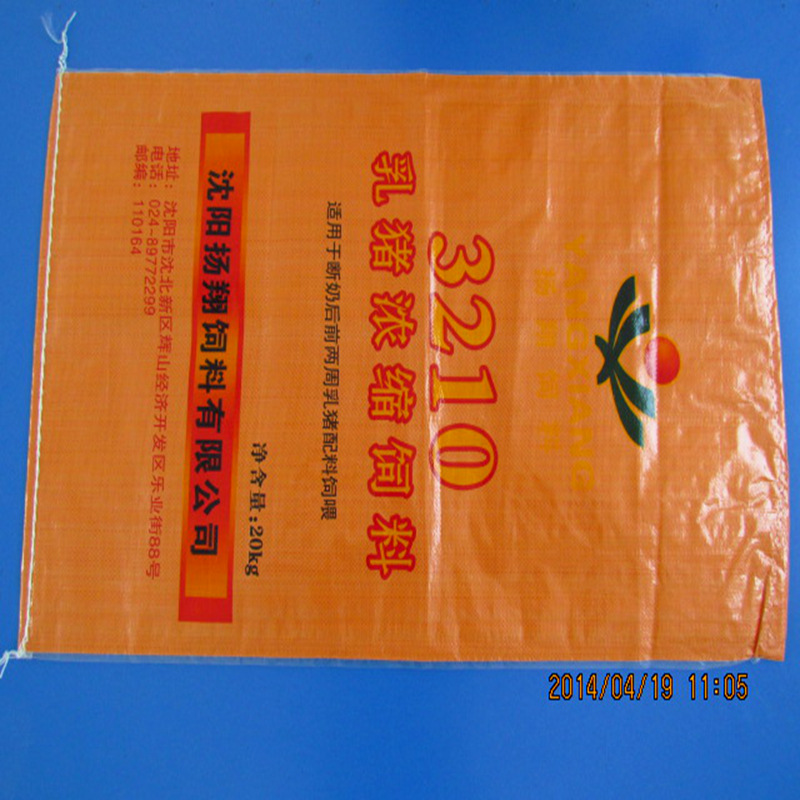 YANGXIANG
扬翔饲料
3210
乳猪浓缩饲料
适用于断奶后前两周乳猪配料饲喂
净含量:20kg
沈阳扬翔饲料有限公司
地址:沈阳市沈北新区辉山经济开发区乐业街88号
电话:024-89772299
邮编:110164
2014/04/19 11:05